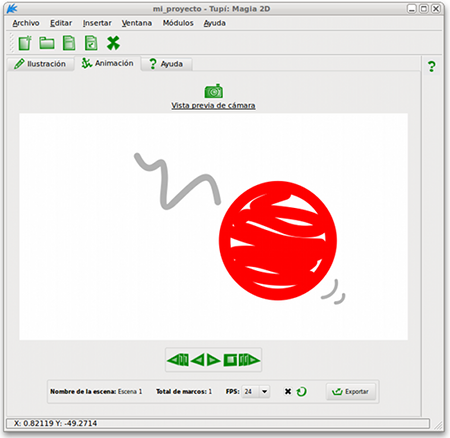 mi_proyecto - Tupí: Magia 2D
Archivo Editar Insertar Ventana Módulos Ayuda
Ilustración Animación Ayuda
Vista previa de cámara
Nombre de la escena: Escena 1 Total de marcos: 1 FPS: 24 Exportar
X: 0.82119 Y: -49.2714